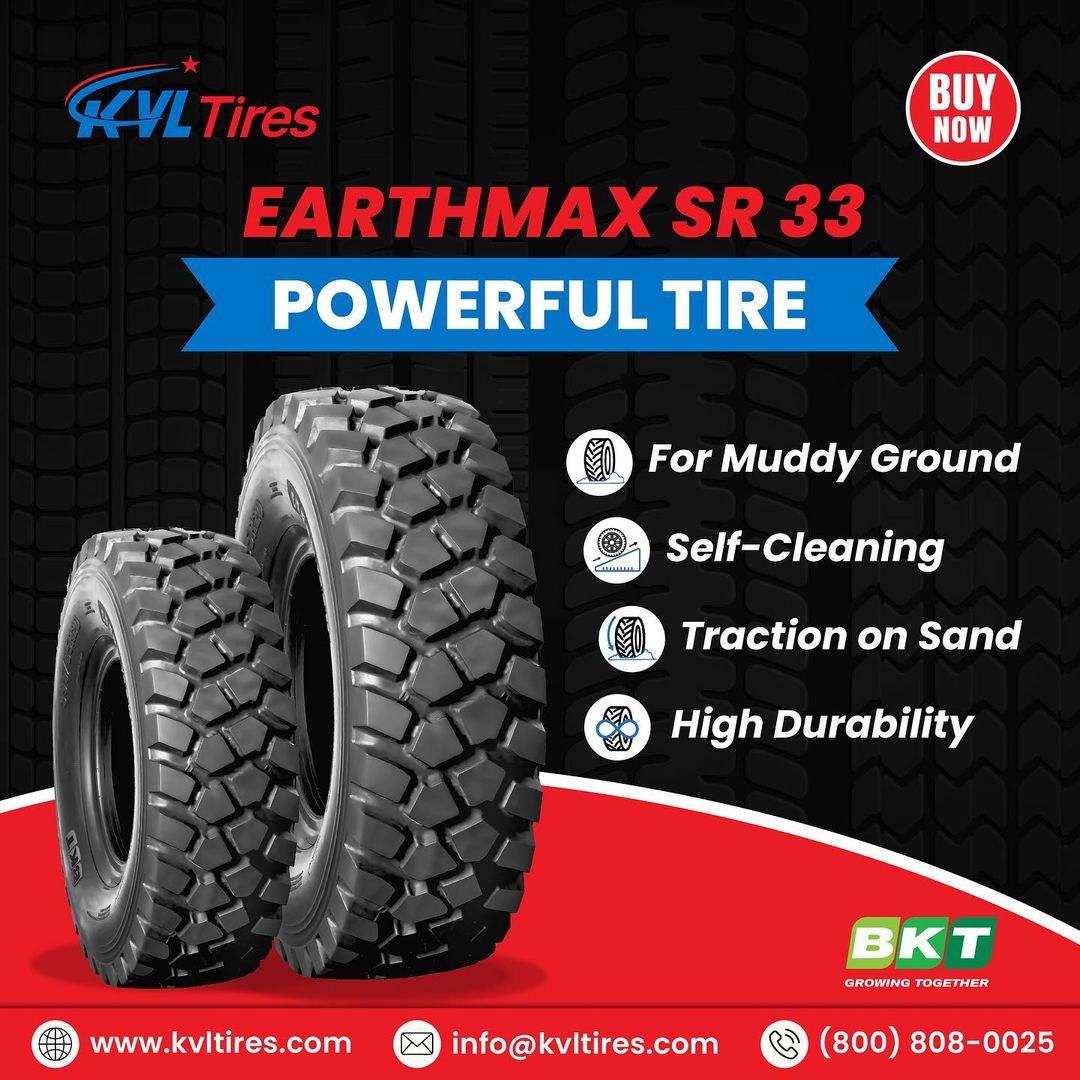 KVL Tires
BUY
NOW
EARTHMAX SR 33
POWERFUL TIRE
For Muddy Ground
Self-Cleaning
Traction on Sand
High Durability
BKT
BKT
GROWING TOGETHER
www.kvltires.com
info@kvltires.com
(800) 808-0025